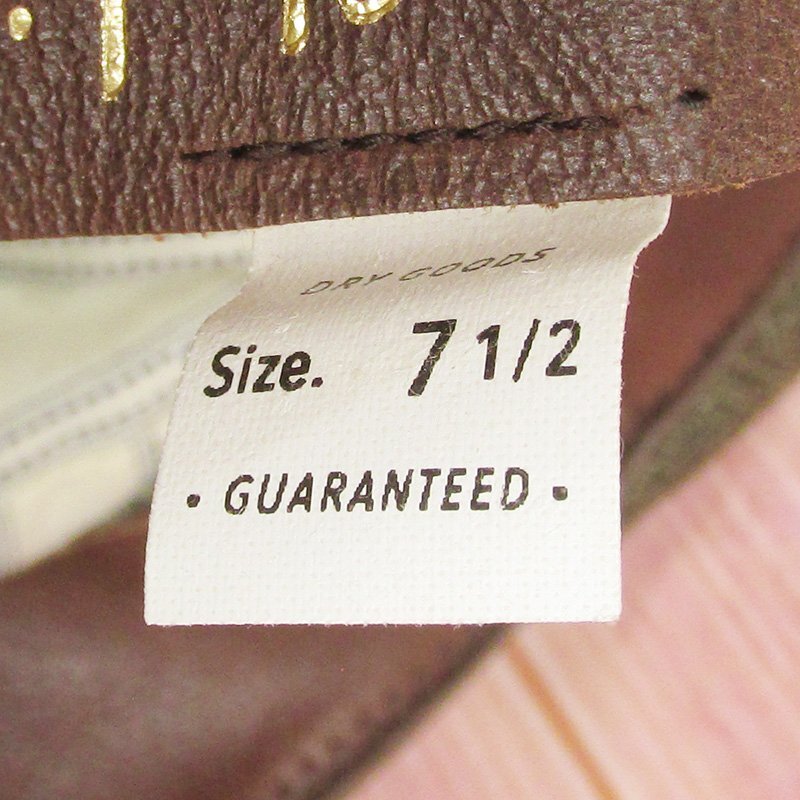 DRY GOODS
Size. 7 1/2
• GUARANTEED •